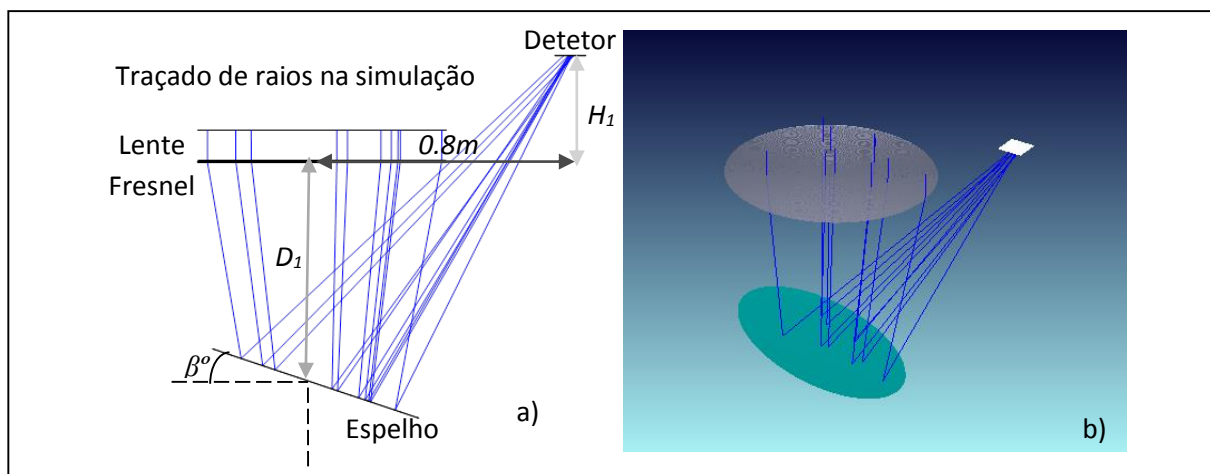 Detetor
Traçado de raios na simulação
H1
Lente
0.8m
Fresnel
D1
βº
Espelho
a)
b)